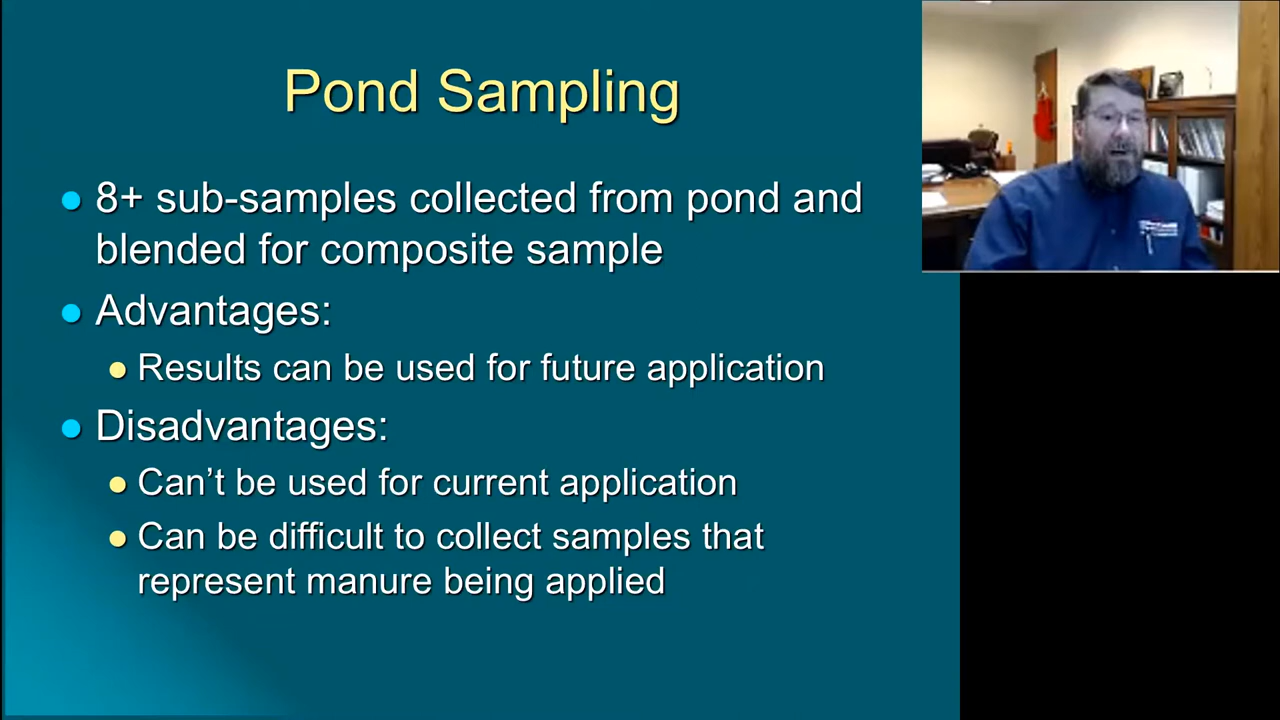 Pond Sampling
8+ sub-samples collected from pond and
blended for composite sample
Advantages:
Results can be used for future application
Disadvantages:
Can’t be used for current application
Can be difficult to collect samples that
represent manure being applied